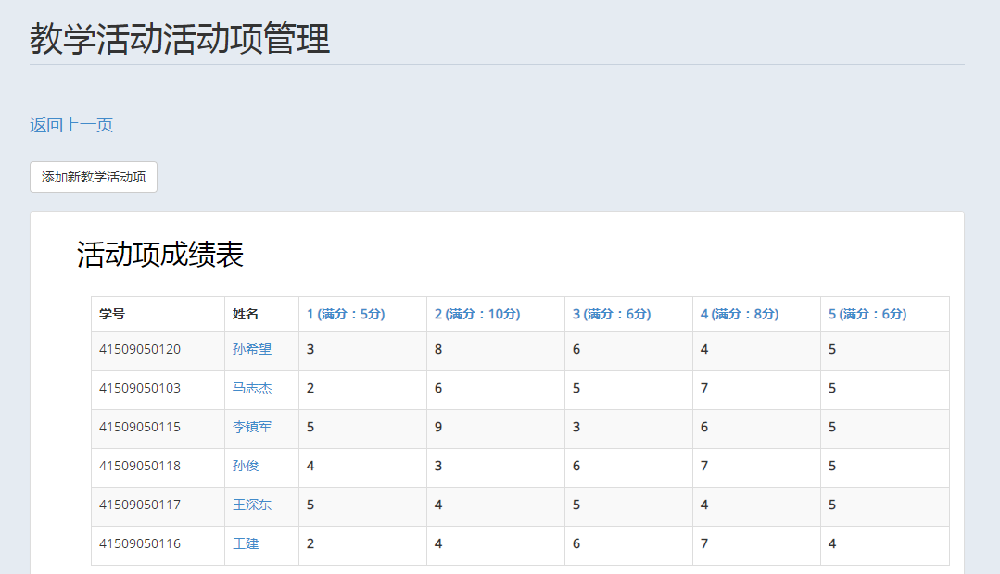 教学活动活动项管理
返回上一页
添加新教学活动项
活动项成绩表
学号 姓名 1 (满分：5分) 2 (满分：10分) 3 (满分：6分) 4 (满分：8分) 5 (满分：6分)
41509050120 孙希望 3 8 6 4 5
41509050103 马志杰 2 6 5 7 5
41509050115 李镇军 5 9 3 6 5
41509050118 孙俊 4 3 6 7 5
41509050117 王深东 5 4 5 4 5
41509050116 王建 2 4 6 7 4